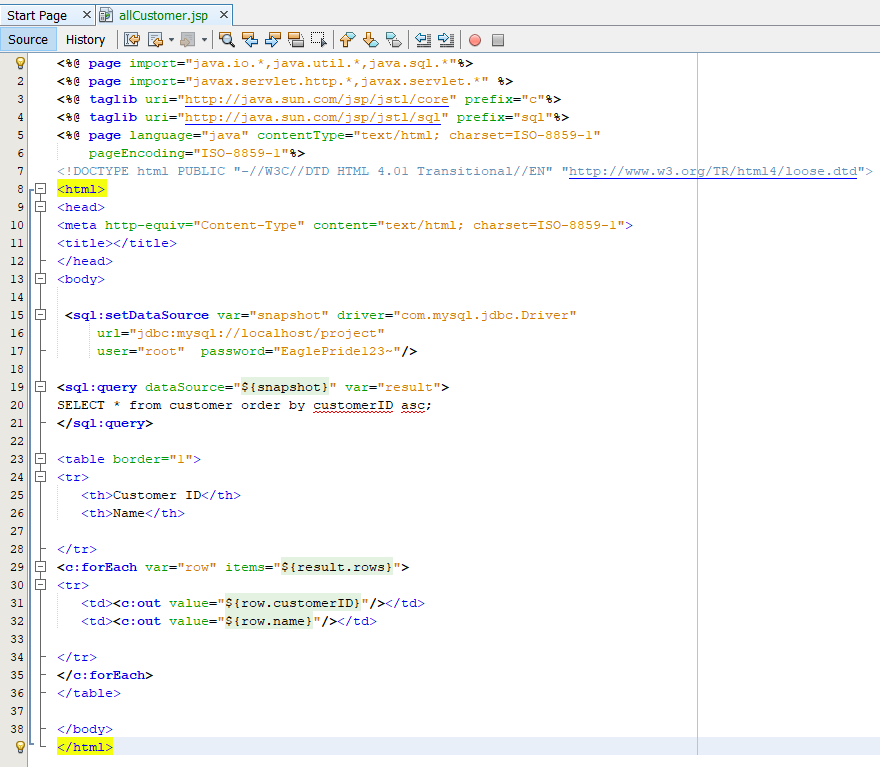 Start Page
allCustomer.jsp
Source History
<%@ page import="java.io.*,java.util.*,java.sql.*"%>
2 <%@ page import="javax.servlet.http.*,javax.servlet.*" %>
3 <%@ taglib uri="http://java.sun.com/jsp/jstl/core" prefix="c"%>
4 <%@ taglib uri="http://java.sun.com/jsp/jstl/sql" prefix="sql"%>
5 <%@ page language="java" contentType="text/html; charset=ISO-8859-1"
6     pageEncoding="ISO-8859-1"%>
7 <!DOCTYPE html PUBLIC "-//W3C//DTD HTML 4.01 Transitional//EN" "http://www.w3.org/TR/html4/loose.dtd">
8 <html>
9 <head>
10 <meta http-equiv="Content-Type" content="text/html; charset=ISO-8859-1">
11 <title></title>
12 </head>
13 <body>
14
15  <sql:setDataSource var="snapshot" driver="com.mysql.jdbc.Driver"
16      url="jdbc:mysql://localhost/project"
17      user="root"  password="EaglePride123~"/>
18
19 <sql:query dataSource="${snapshot}" var="result">
20 SELECT * from customer order by customerID asc;
21 </sql:query>
22
23 <table border="1">
24 <tr>
25    <th>Customer ID</th>
26    <th>Name</th>
27
28 </tr>
29 <c:forEach var="row" items="${result.rows}">
30 <tr>
31    <td><c:out value="${row.customerID}"/></td>
32    <td><c:out value="${row.name}"/></td>
33
34 </tr>
35 </c:forEach>
36 </table>
37
38 </body>
</html>